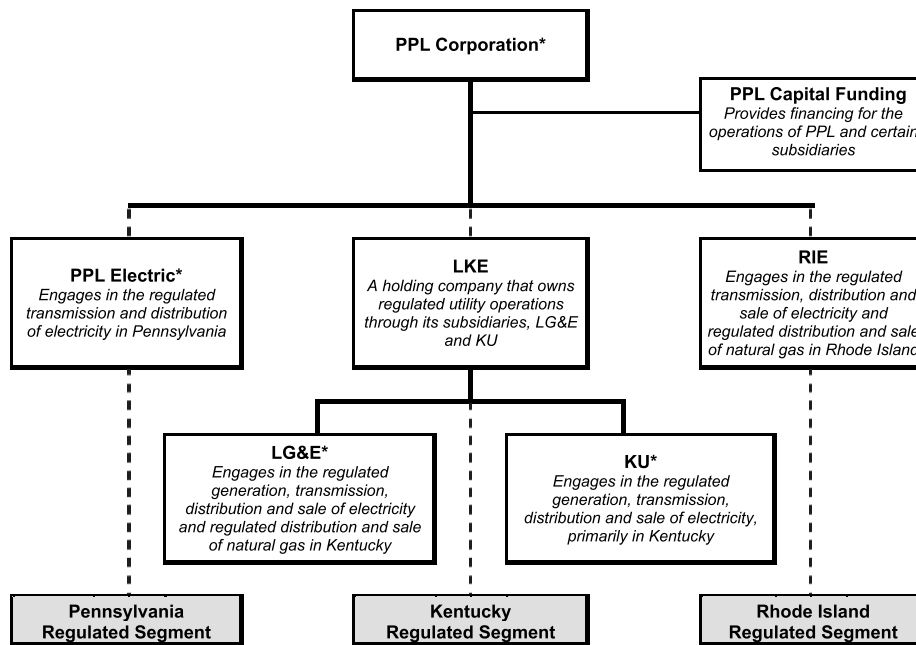 PPL Corporation*
PPL Capital Funding
Provides financing for the
operations of PPL and certain
subsidiaries
PPL Electric*
Engages in the regulated
transmission and distribution
of electricity in Pennsylvania
LKE
A holding company that owns
regulated utility operations
through its subsidiaries, LG&E
and KU
RIE
Engages in the regulated
transmission, distribution and
sale of electricity and
regulated distribution and sale
of natural gas in Rhode Island
LG&E*
Engages in the regulated
generation, transmission,
distribution and sale of electricity
and regulated distribution and sale
of natural gas in Kentucky
KU*
Engages in the regulated
generation, transmission,
distribution and sale of electricity,
primarily in Kentucky
Pennsylvania
Regulated Segment
Kentucky
Regulated Segment
Rhode Island
Regulated Segment